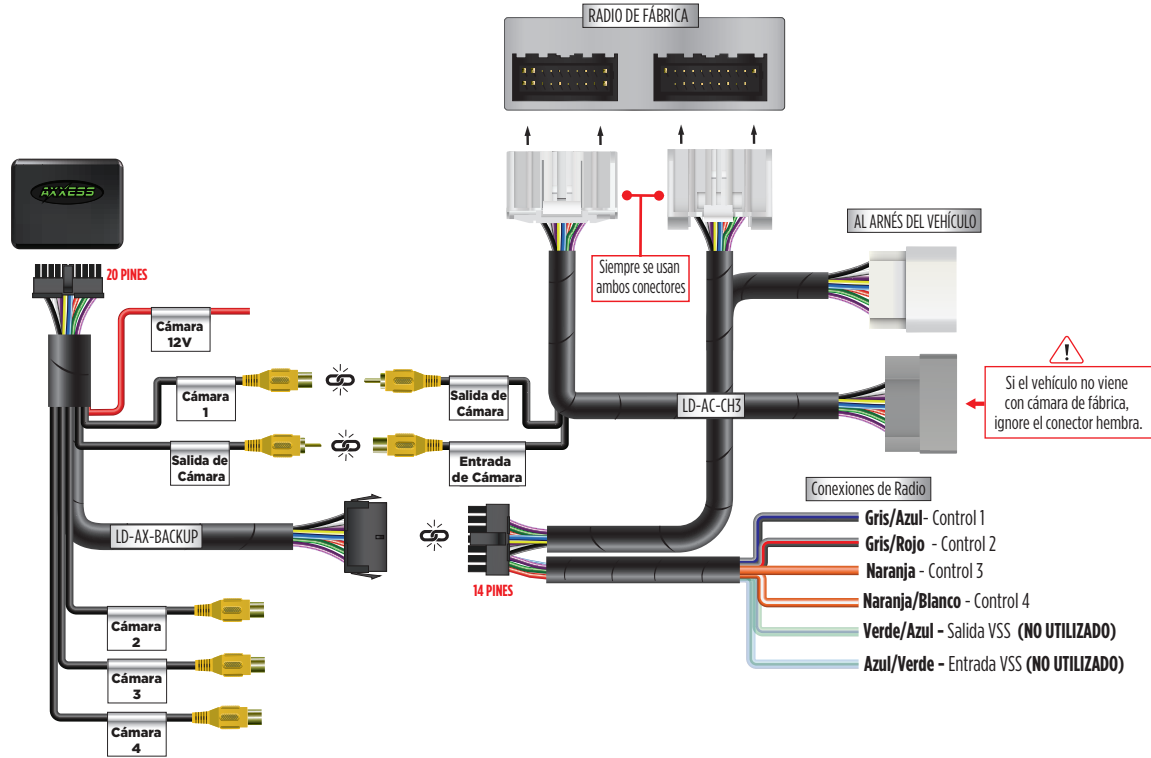 RADIO DE FÁBRICA
AXXESS
20 PINES
Cámara
12V
Siempre se usan
ambos conectores
AL ARNÉS DEL VEHÍCULO
Cámara
1
Salida de
Cámara
Salida de
Cámara
Entrada
de Cámara
LD-AC-CH3
Si el vehículo no viene
con cámara de fábrica,
ignore el conector hembra.
LD-AX-BACKUP
14 PINES
Conexiones de Radio
Gris/Azul- Control 1
Gris/Rojo - Control 2
Naranja - Control 3
Naranja/Blanco - Control 4
Verde/Azul - Salida VSS (NO UTILIZADO)
Azul/Verde - Entrada VSS (NO UTILIZADO)
Cámara
2
Cámara
3
Cámara
4